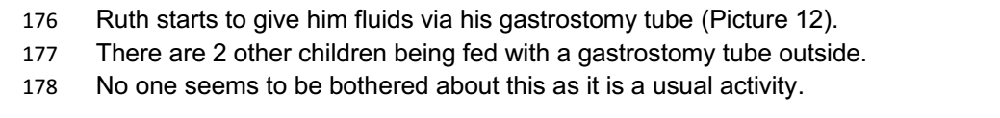 176 Ruth starts to give him fluids via his gastrostomy tube (Picture 12).
177 There are 2 other children being fed with a gastrostomy tube outside.
178 No one seems to be bothered about this as it is a usual activity.